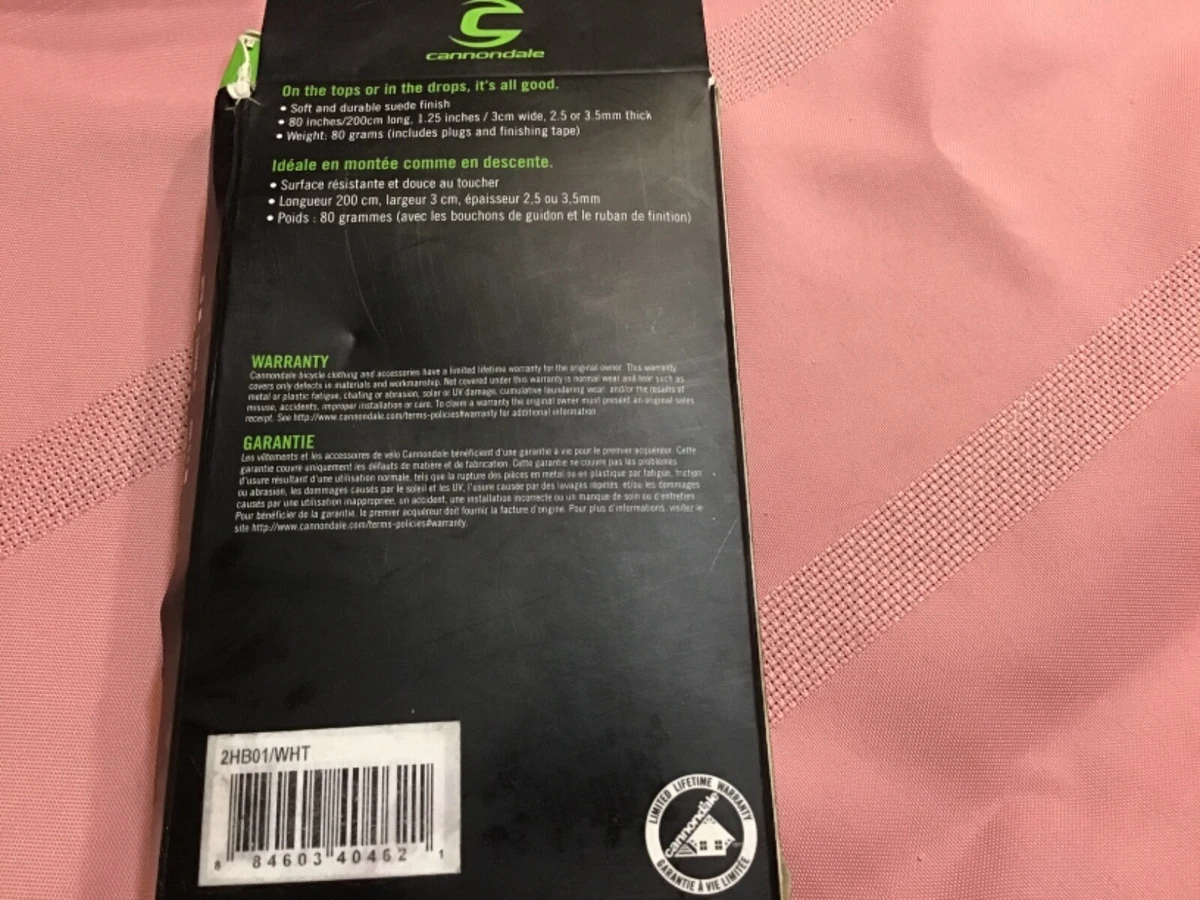 cannondale
On the tops or in the drops, it's all good.
• Soft and durable suede finish
• 80 inches/200cm long, 1.25 inches / 3cm wide, 2.5 or 3.5mm thick
• Weight: 80 grams (includes plugs and finishing tape)
Idéale en montée comme en descente.
• Surface résistante et douce au toucher
• Longueur 200 cm, largeur 3 cm, épaisseur 2,5 ou 3,5mm
• Poids : 80 grammes (avec les bouchons de guidon et le ruban de finition)
WARRANTY
Cannondale bicycle clothing and accessories have a limited lifetime warranty for the original owner. This warranty
covers only defects in materials and workmanship. Not covered under this warranty is normal wear and tear such as
metal or plastic fatigue, chafing or abrasion, solar or UV damage, cumulative laundering wear, and/or the results of
misuse, accidents, improper installation or care. To claim a warranty the original owner must present an original sales
receipt. See http://www.cannondale.com/terms-policies#warranty for additional information.
GARANTIE
Les vêtements et les accessoires de vélo Cannondale bénéficient d'une garantie à vie pour le premier acquéreur. Cette
garantie couvre uniquement les défauts de matière et de fabrication. Cette garantie ne couvre pas les problèmes
d'usure résultant d'une utilisation normale, tels que la rupture des pièces en métal ou en plastique par fatigue, friction
ou abrasion, les dommages causés par le soleil et les UV, l'usure causée par des lavages répétés, et/ou les dommages
causés par une utilisation inappropriée, un accident, une installation incorrecte ou un manque de soin ou d'entretien.
Pour bénéficier de la garantie, le premier acquéreur doit fournir la facture d'origine. Pour plus d'informations, visitez le
site http://www.cannondale.com/terms-policies#warranty.
2HB01/WHT
8 84603 40462 1
LIMITED LIFETIME WARRANTY
cannondale
GARANTIE À VIE LIMITÉE